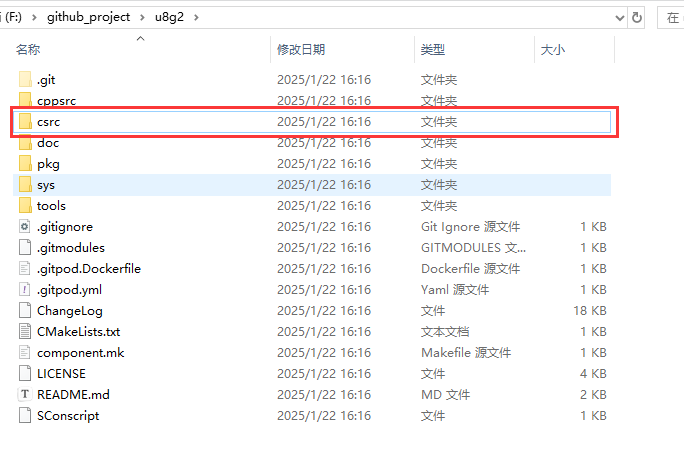 (F:) › github_project › u8g2 › 在
名称 修改日期 类型 大小
.git 2025/1/22 16:16 文件夹
cppsrc 2025/1/22 16:16 文件夹
csrc 2025/1/22 16:16 文件夹
doc 2025/1/22 16:16 文件夹
pkg 2025/1/22 16:16 文件夹
sys 2025/1/22 16:16 文件夹
tools 2025/1/22 16:16 文件夹
.gitignore 2025/1/22 16:16 Git Ignore 源文件 1 KB
.gitmodules 2025/1/22 16:16 GITMODULES 文... 1 KB
.gitpod.Dockerfile 2025/1/22 16:16 Dockerfile 源文件 1 KB
.gitpod.yml 2025/1/22 16:16 Yaml 源文件 1 KB
ChangeLog 2025/1/22 16:16 文件 18 KB
CMakeLists.txt 2025/1/22 16:16 文本文档 1 KB
component.mk 2025/1/22 16:16 Makefile 源文件 1 KB
LICENSE 2025/1/22 16:16 文件 4 KB
README.md 2025/1/22 16:16 MD 文件 2 KB
SConscript 2025/1/22 16:16 文件 1 KB